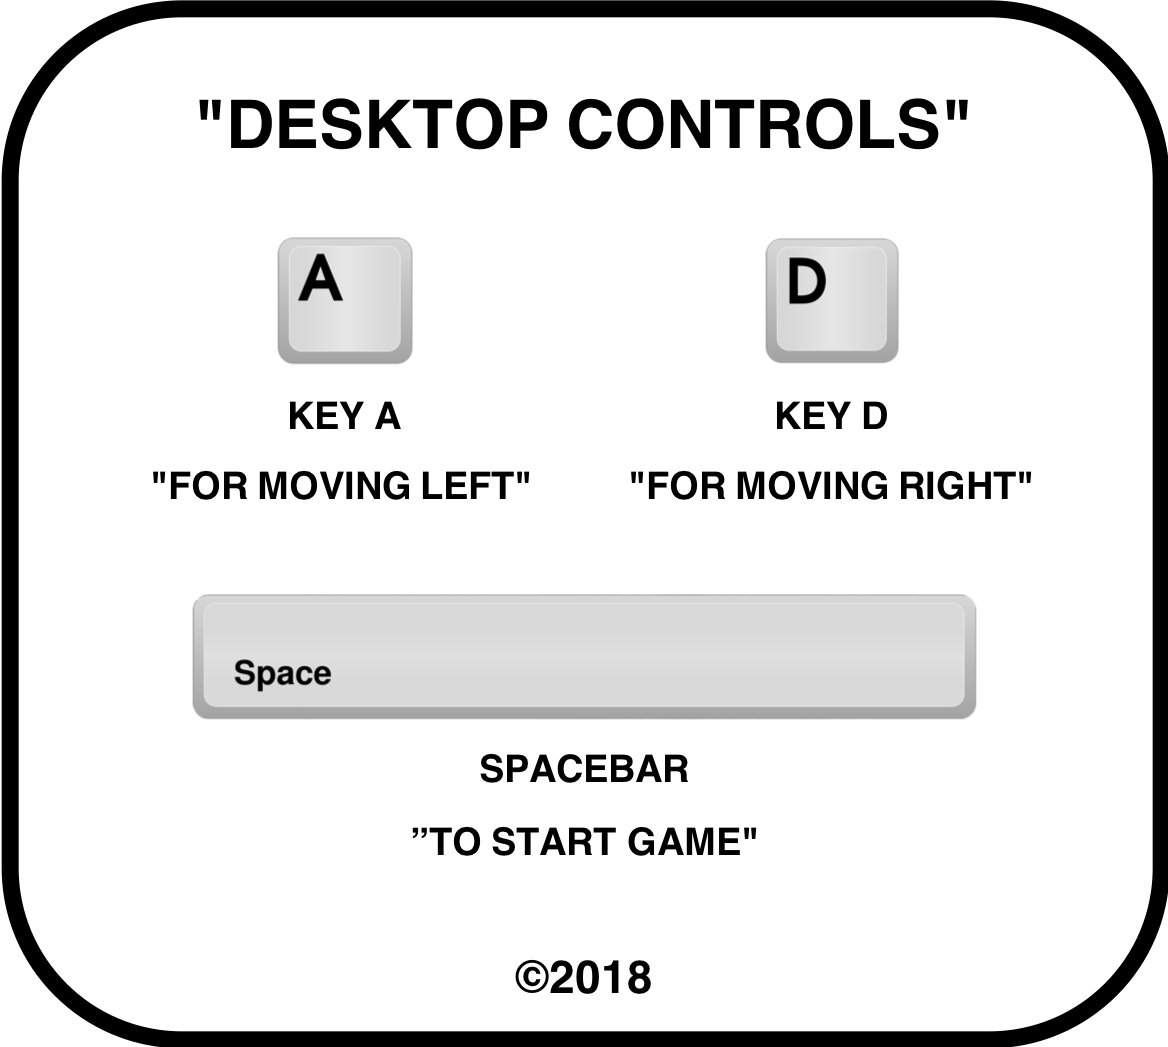 "DESKTOP CONTROLS"
A
D
KEY A
KEY D
"FOR MOVING LEFT"
"FOR MOVING RIGHT"
Space
SPACEBAR
”TO START GAME"
©2018